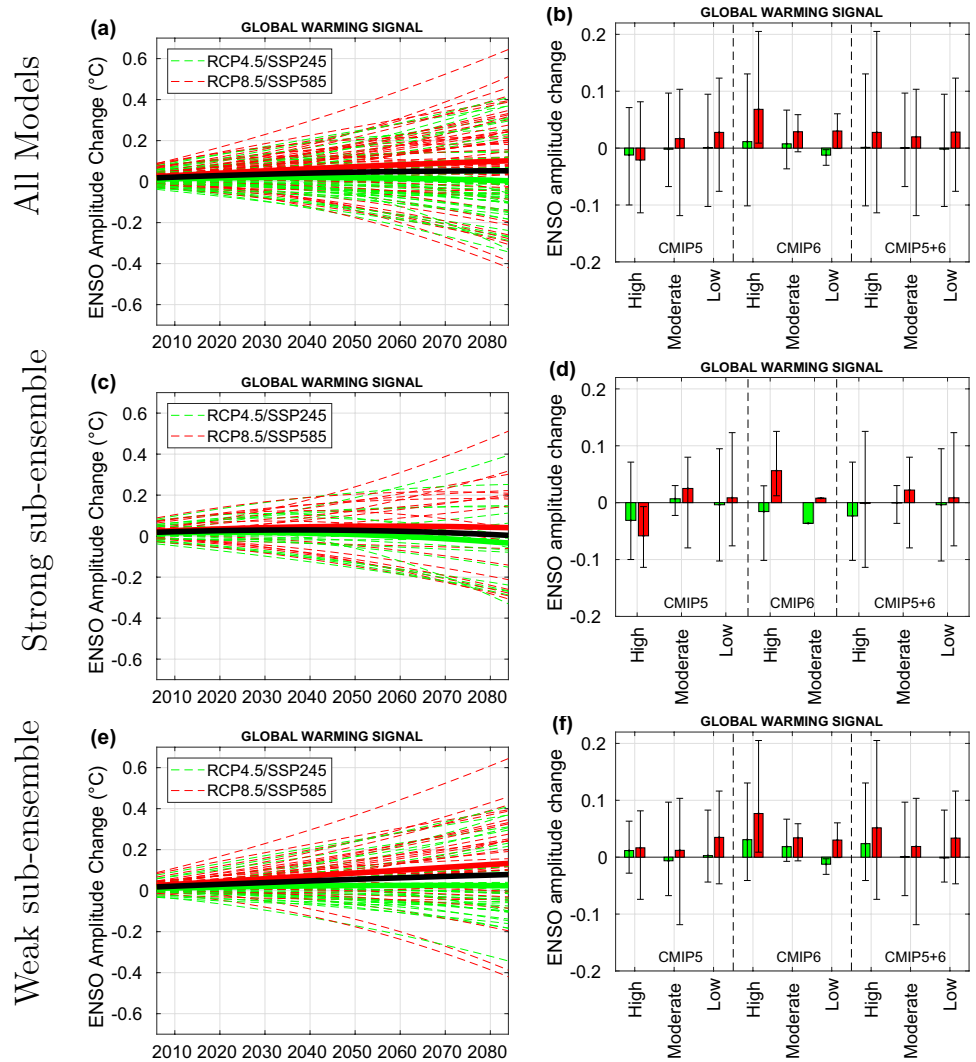 All Models
(a)
GLOBAL WARMING SIGNAL
ENSO Amplitude Change (°C)
0.6
0.4
0.2
0
-0.2
-0.4
-0.6
RCP4.5/SSP245
RCP8.5/SSP585
2010 2020 2030 2040 2050 2060 2070 2080
(b)
GLOBAL WARMING SIGNAL
ENSO amplitude change
0.2
0.1
0
-0.1
-0.2
CMIP5 CMIP6 CMIP5+6
High Moderate Low High Moderate Low High Moderate Low
Strong sub-ensemble
(c)
GLOBAL WARMING SIGNAL
ENSO Amplitude Change (°C)
0.6
0.4
0.2
0
-0.2
-0.4
-0.6
RCP4.5/SSP245
RCP8.5/SSP585
2010 2020 2030 2040 2050 2060 2070 2080
(d)
GLOBAL WARMING SIGNAL
ENSO amplitude change
0.2
0.1
0
-0.1
-0.2
CMIP5 CMIP6 CMIP5+6
High Moderate Low High Moderate High Moderate Low
Weak sub-ensemble
(e)
GLOBAL WARMING SIGNAL
ENSO Amplitude Change (°C)
0.6
0.4
0.2
0
-0.2
-0.4
-0.6
RCP4.5/SSP245
RCP8.5/SSP585
2010 2020 2030 2040 2050 2060 2070 2080
(f)
GLOBAL WARMING SIGNAL
ENSO amplitude change
0.2
0.1
0
-0.1
-0.2
CMIP5 CMIP6 CMIP5+6
High Moderate Low High Moderate Low High Moderate Low